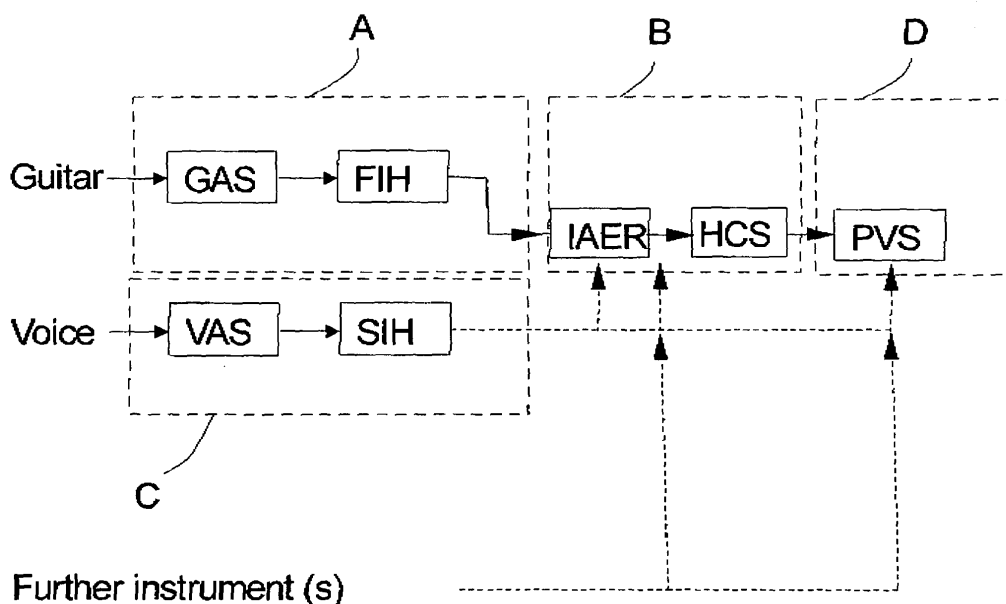 A
B
D
Guitar
GAS
FIH
IAER
HCS
PVS
Voice
VAS
SIH
C
Further instrument (s)